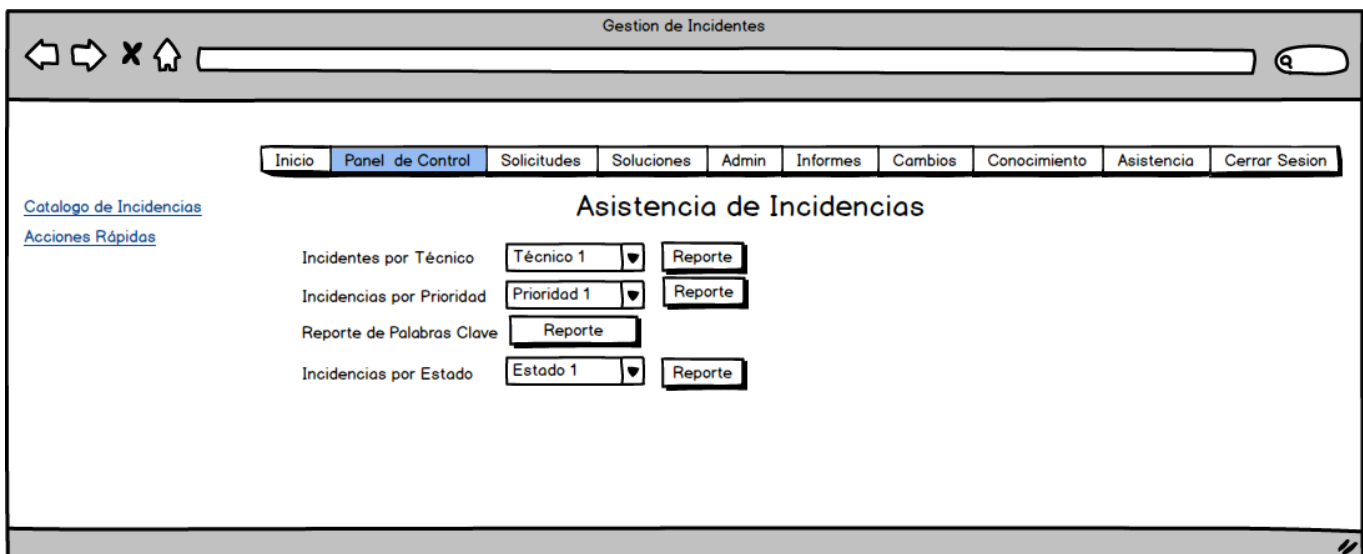 Gestion de Incidentes
Inicio Panel de Control Solicitudes Soluciones Admin Informes Cambios Conocimiento Asistencia Cerrar Sesion
Catalogo de Incidencias
Acciones Rápidas
Asistencia de Incidencias
Incidentes por Técnico Técnico 1 Reporte
Incidencias por Prioridad Prioridad 1 Reporte
Reporte de Palabras Clave Reporte
Incidencias por Estado Estado 1 Reporte